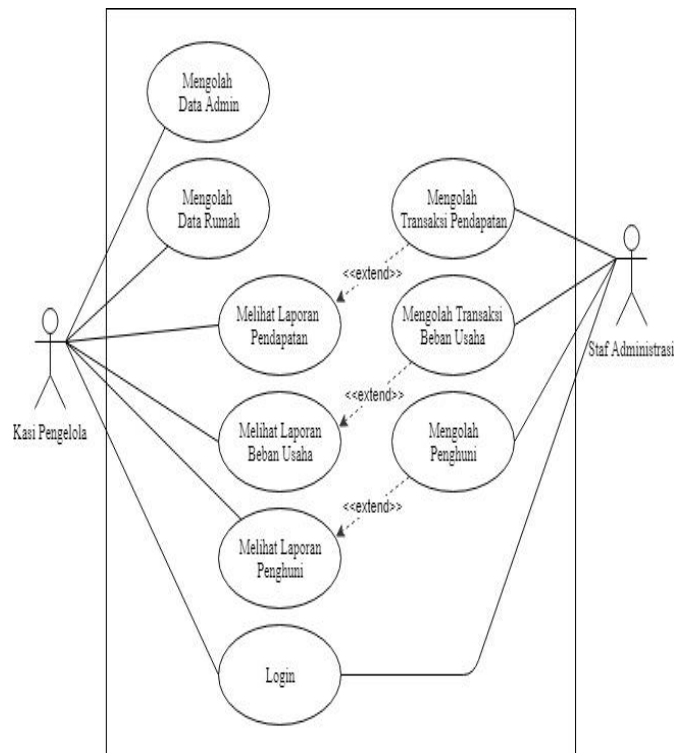 Mengolah
Data Admin
Mengolah
Data Rumah
Mengolah
Transaksi Pendapatan
<<extend>>
Melihat Laporan
Pendapatan
Mengolah Transaksi
Beban Usaha
Staf Administrasi
<<extend>>
Kasi Pengelola
Melihat Laporan
Beban Usaha
Mengolah
Penghuni
<<extend>>
Melihat Laporan
Penghuni
Login